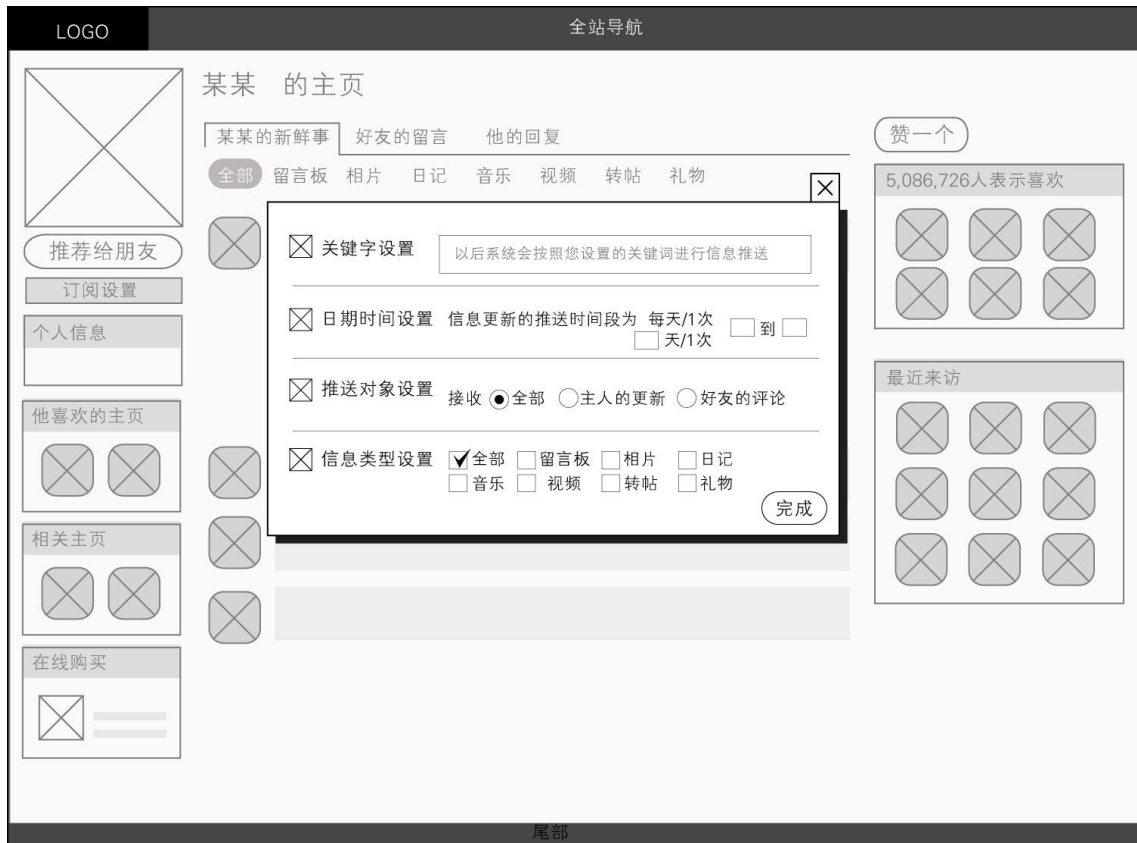 LOGO
全站导航
某某 的主页
某某的新鲜事 好友的留言 他的回复
全部 留言板 相片 日记 音乐 视频 转帖 礼物
推荐给朋友
订阅设置
个人信息
他喜欢的主页
相关主页
在线购买
关键字设置 以后系统会按照您设置的关键词进行信息推送
日期时间设置 信息更新的推送时间段为 每天/1次 到
天/1次
推送对象设置 接收 全部 主人的更新 好友的评论
信息类型设置 全部 留言板 相片 日记
音乐 视频 转帖 礼物
完成
赞一个
5,086,726人表示喜欢
最近来访
尾部